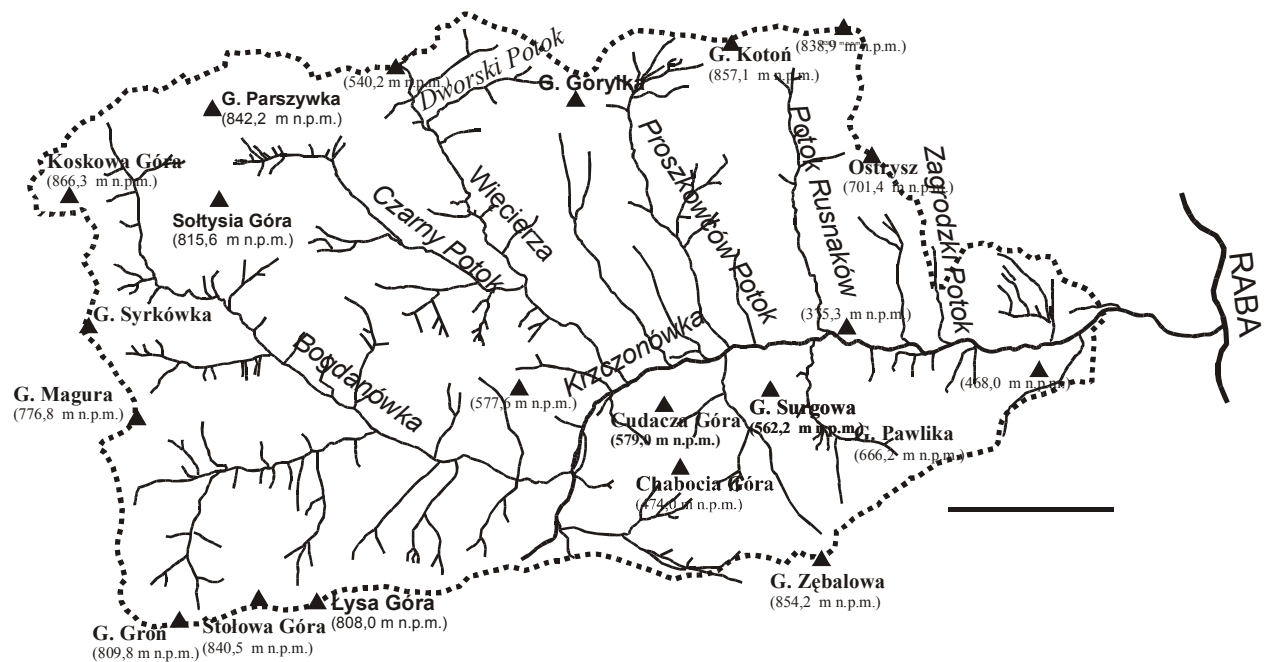 (838,9 m n.p.m.)
G. Kotoń
(857,1 m n.p.m.)
Dworski Potok
(540,2 m n.p.m.)
G. Goryłka
G. Parszywka
(842,2 m n.p.m.)
Koskowa Góra
(866,3 m n.p.m.)
Sołtysia Góra
(815,6 m n.p.m.)
Czarny Potok
Więcierza
Proszkowców Potok
Potok Rusnaków
Ostrysz
(701,4 m n.p.m.)
Zagrodzki Potok
RABA
G. Syrkówka
(375,3 m n.p.m.)
Bogdanówka
Krzczonówka
G. Magura
(776,8 m n.p.m.)
(577,6 m n.p.m.)
(468,0 m n.p.m.)
Cudacza Góra
(579,0 m n.p.m.)
G. Surgowa
(562,2 m n.p.m.)
G. Pawlika
(666,2 m n.p.m.)
Chabocia Góra
(474,0 m n.p.m.)
G. Zębalowa
(854,2 m n.p.m.)
G. Groń
(809,8 m n.p.m.)
Stołowa Góra
(840,5 m n.p.m.)
Łysa Góra
(808,0 m n.p.m.)